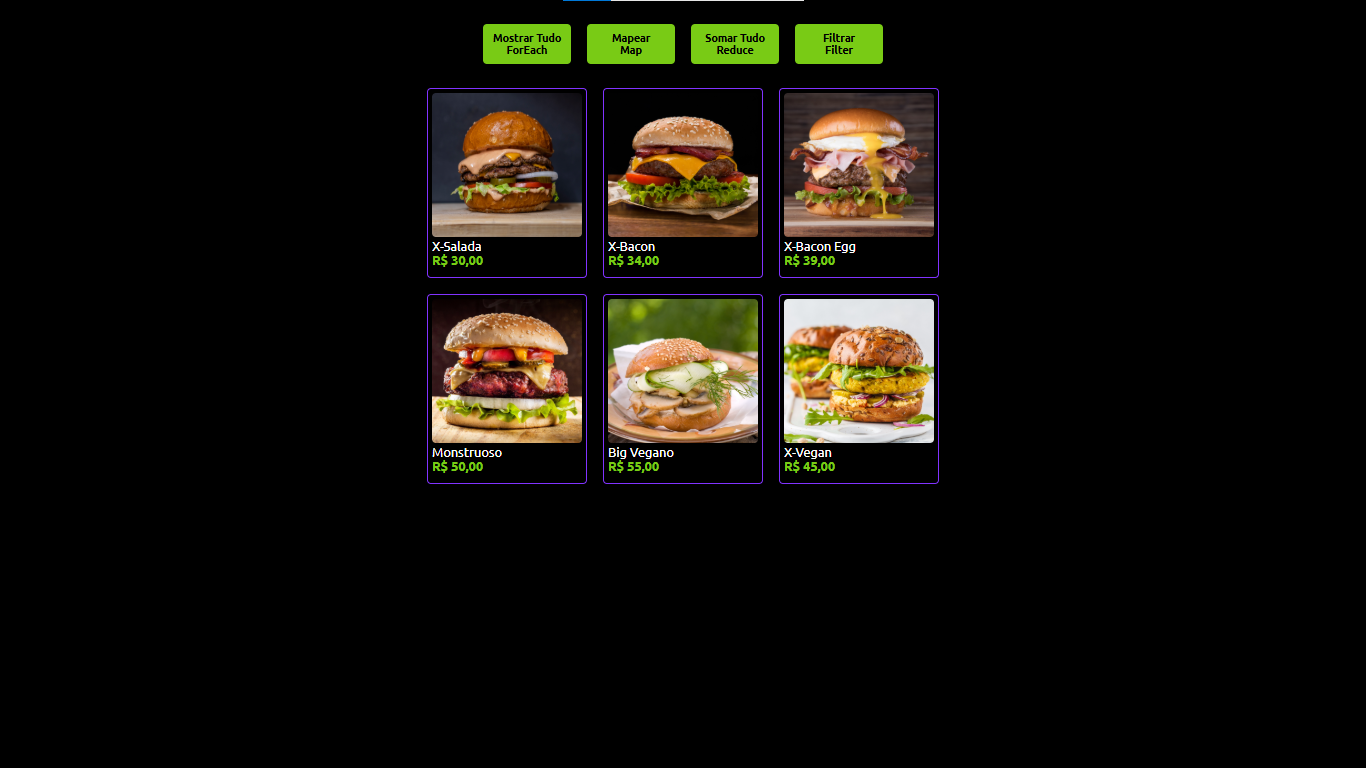 Mostrar Tudo
ForEach
Mapear
Map
Somar Tudo
Reduce
Filtrar
Filter
X-Salada
R$ 30,00
X-Bacon
R$ 34,00
X-Bacon Egg
R$ 39,00
Monstruoso
R$ 50,00
Big Vegano
R$ 55,00
X-Vegan
R$ 45,00